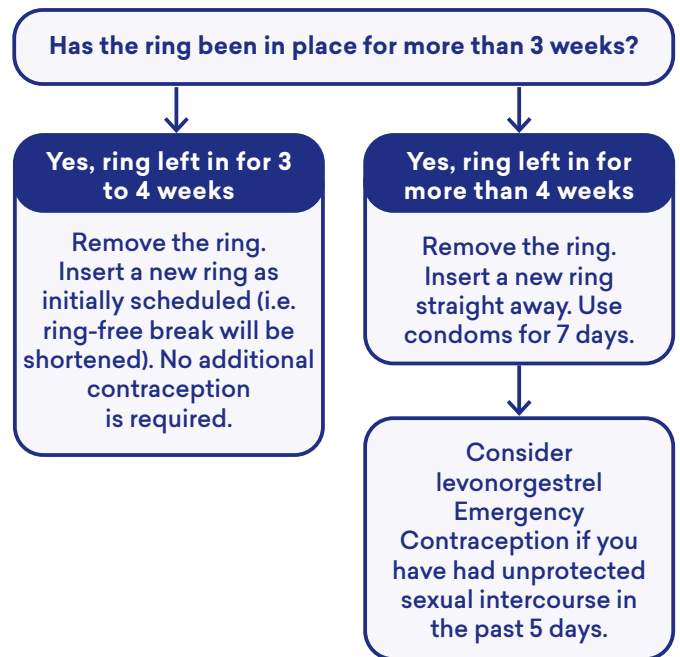 Has the ring been in place for more than 3 weeks?
Yes, ring left in for 3
to 4 weeks
Remove the ring.
Insert a new ring as
initially scheduled (i.e.
ring-free break will be
shortened). No additional
contraception
is required.
Yes, ring left in for
more than 4 weeks
Remove the ring.
Insert a new ring
straight away. Use
condoms for 7 days.
Consider
levonorgestrel
Emergency
Contraception if you
have had unprotected
sexual intercourse in
the past 5 days.